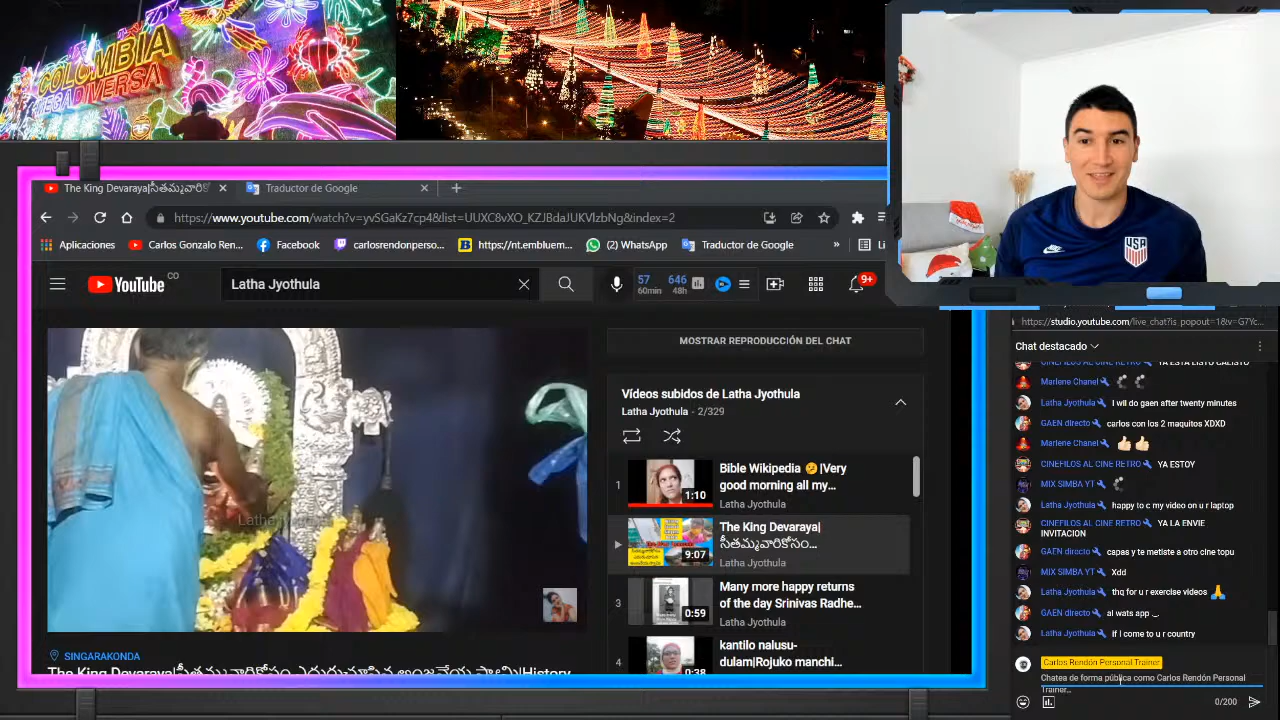 COLOMBIA
MEGADIVERSA
The King Devaraya|సీతమ్మవారి
Traductor de Google
https://www.youtube.com/watch?v=yvSGaKz7cp4&list=UUXC8vXO_KZJBdaJUKVlzbNg&index=2
Aplicaciones
Carlos Gonzalo Ren...
Facebook
carlosrendonperso...
https://nt.embluem...
(2) WhatsApp
Traductor de Google
»
YouTube CO
Latha Jyothula
57
60min
646
48h
9+
USA
MOSTRAR REPRODUCCIÓN DEL CHAT
Vídeos subidos de Latha Jyothula
Latha Jyothula - 2/329
1
1:10
Bible Wikipedia 🤔|Very
good morning all my...
Latha Jyothula
9:07
The King Devaraya|
సీతమ్మవారికోసం...
Latha Jyothula
3
0:59
Many more happy returns
of the day Srinivas Radhe...
Latha Jyothula
4
0:38
kantilo nalusu-
dulam|Rojuko manchi...
SINGARAKONDA
https://studio.youtube.com/live_chat?is_popout=1&v=G7Yc...
Chat destacado
CINEFILOS AL CINE RETRO YA ESTA LISTO CALISTO
Marlene Chanel
Latha Jyothula I wil do gaen after twenty minutes
GAEN directo carlos con los 2 maquitos XDXD
Marlene Chanel 👍🏻👍🏻
CINEFILOS AL CINE RETRO YA ESTOY
MIX SIMBA YT
Latha Jyothula happy to c my video on u r laptop
CINEFILOS AL CINE RETRO YA LA ENVIE
INVITACION
GAEN directo capas y te metiste a otro cine topu
MIX SIMBA YT Xdd
Latha Jyothula thq for u r exercise videos 🙏
GAEN directo al wats app ._.
Latha Jyothula If I come to u r country
Carlos Rendón Personal Trainer
Chatea de forma pública como Carlos Rendón Personal
Trainer...
0/200